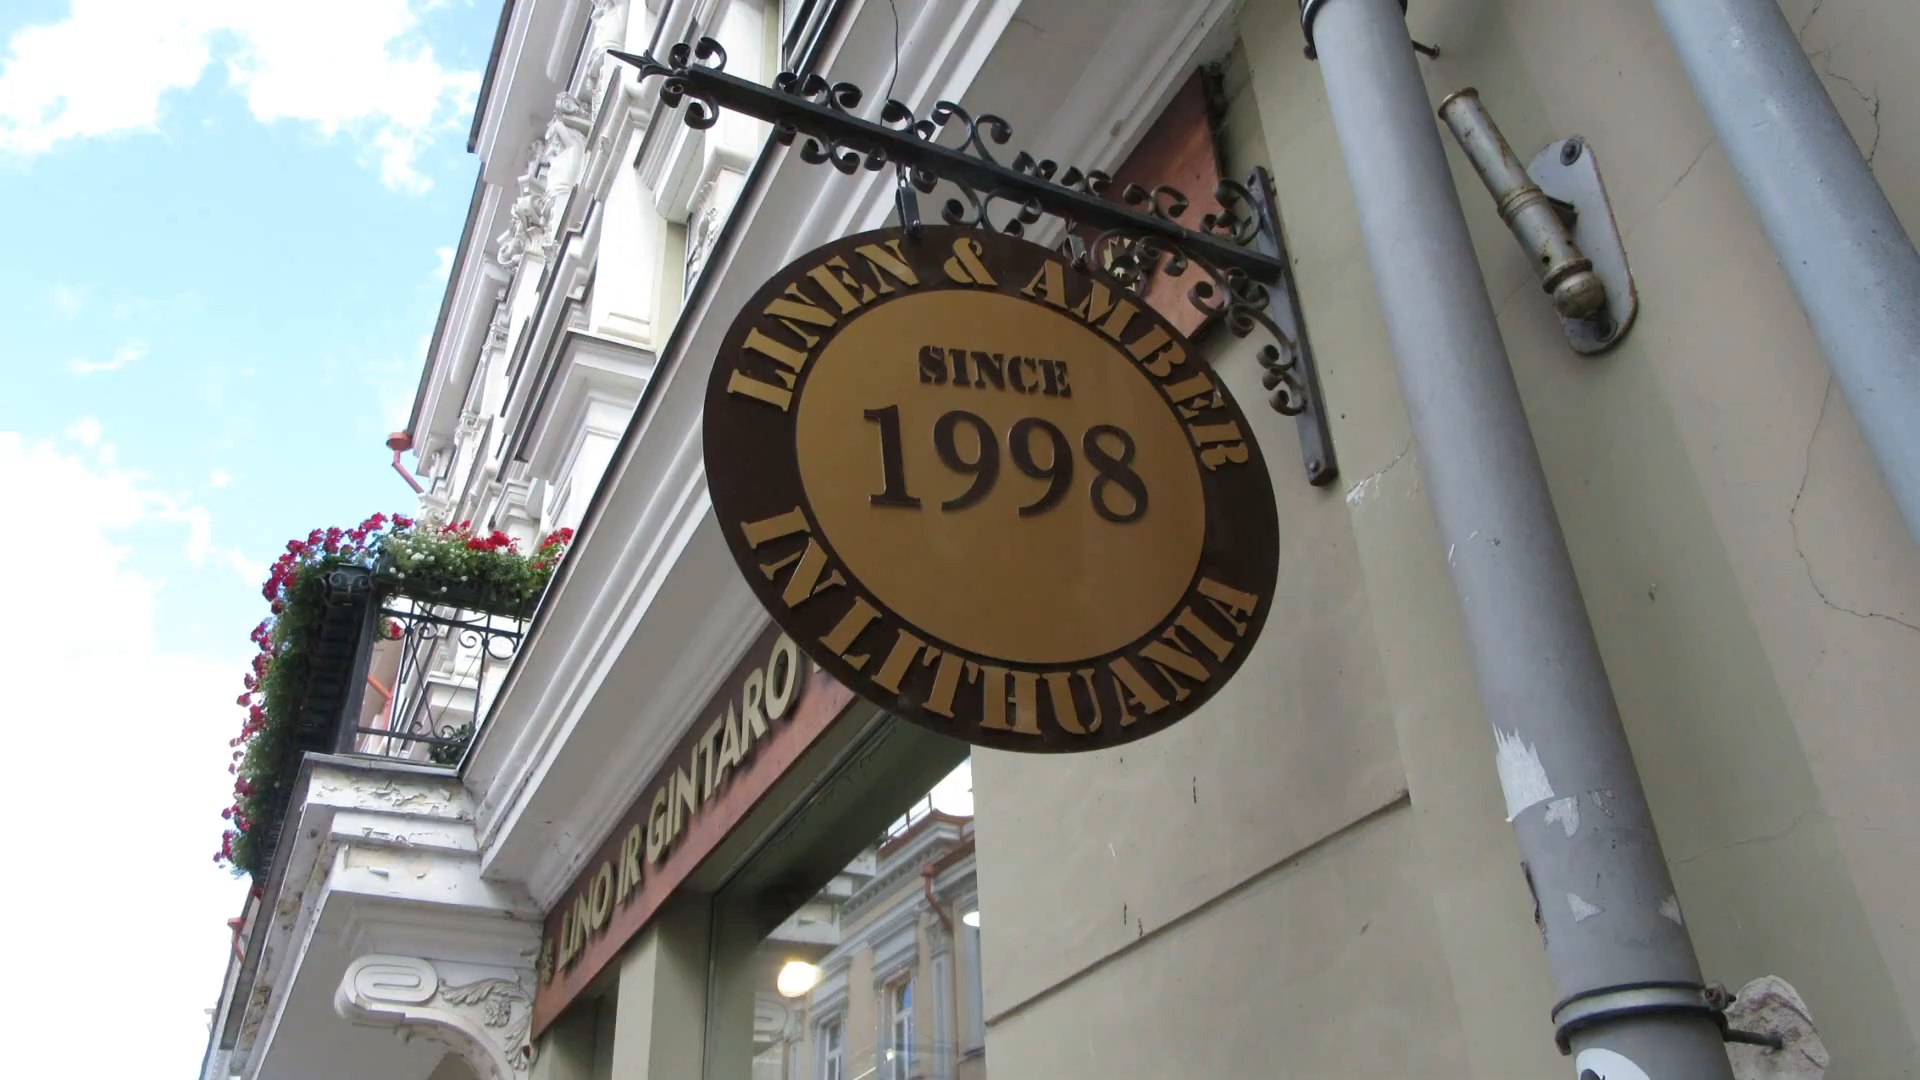 LINEN & AMBER
SINCE
1998
IN LITHUANIA
LINO IR GINTARO